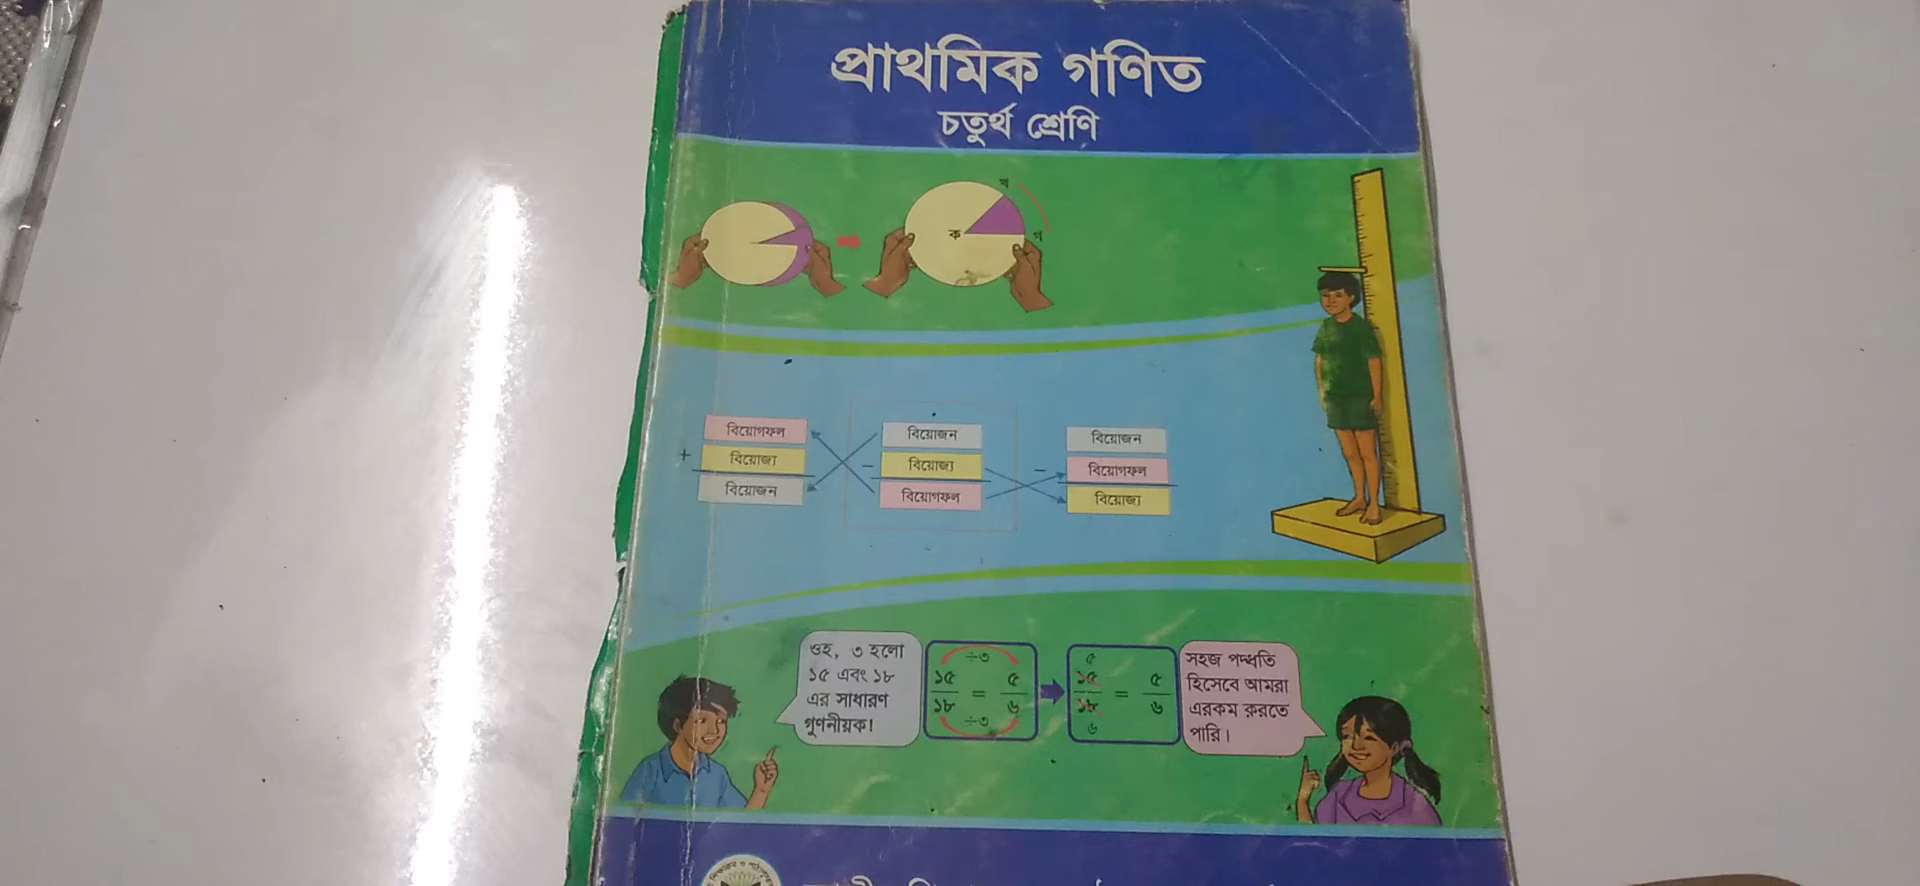 প্রাথমিক গণিত
চতুর্থ শ্রেণি
ক
গ
বিয়োগফল
+ বিয়োজ্য
বিয়োজন
বিয়োজন
– বিয়োজ্য
বিয়োগফল
বিয়োজন
– বিয়োগফল
বিয়োজ্য
ওহ, ৩ হলো
১৫ এবং ১৮
এর সাধারণ
গুণনীয়ক!
÷৩
১৫ = ৫
১৮ ৬
÷৩
৫
১৫ = ৫
১৮ ৬
৬
সহজ পদ্ধতি
হিসেবে আমরা
এরকম করতে
পারি।